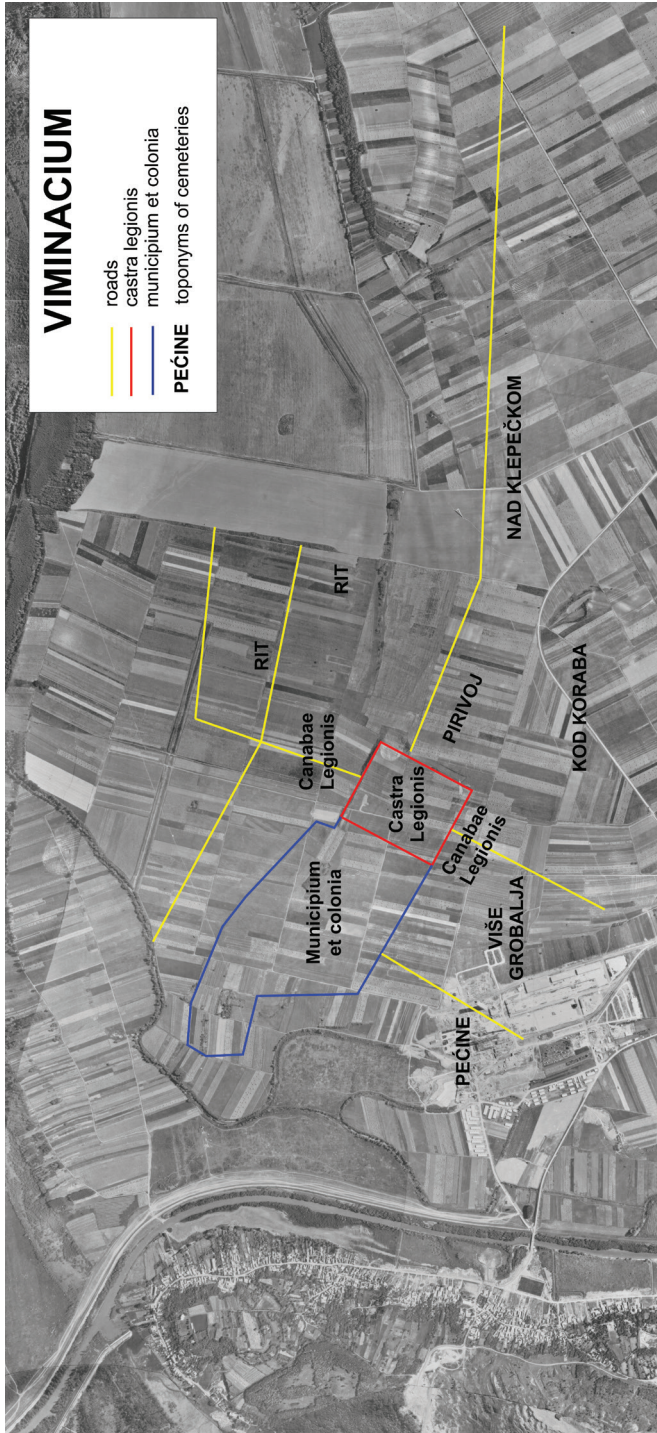 VIMINACIUM
roads
castra legionis
municipium et colonia
PEĆINE toponyms of cemeteries
RIT
RIT
Canabae
Legionis
Municipium
et colonia
Castra
Legionis
PIRIVOJ
NAD KLEPEČKOM
Canabae
Legionis
KOD KORABA
VIŠE
GROBALJA
PEĆINE